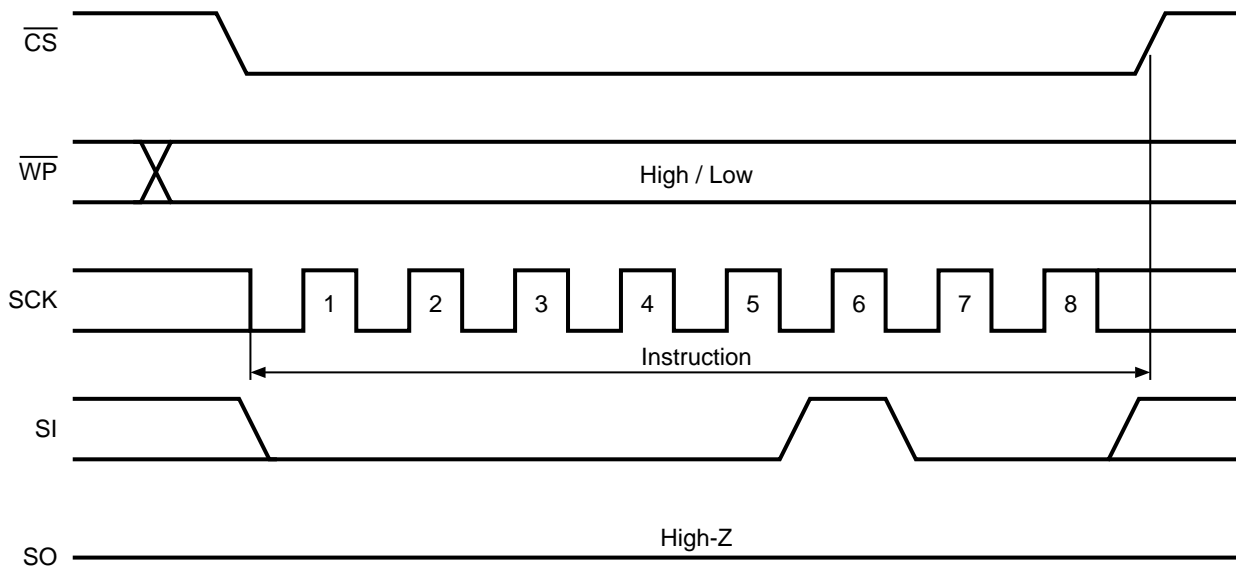 CS
WP
High / Low
SCK
1 2 3 4 5 6 7 8
Instruction
SI
High-Z
SO